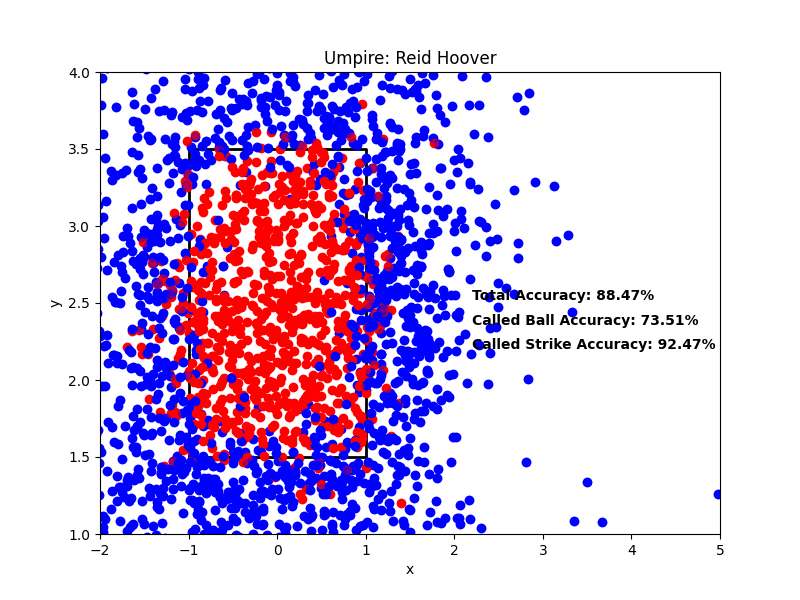 Umpire: Reid Hoover
4.0
3.5
3.0
2.5
2.0
1.5
1.0
y
Total Accuracy: 88.47%
Called Ball Accuracy: 73.51%
Called Strike Accuracy: 92.47%
−2 −1 0 1 2 3 4 5
x